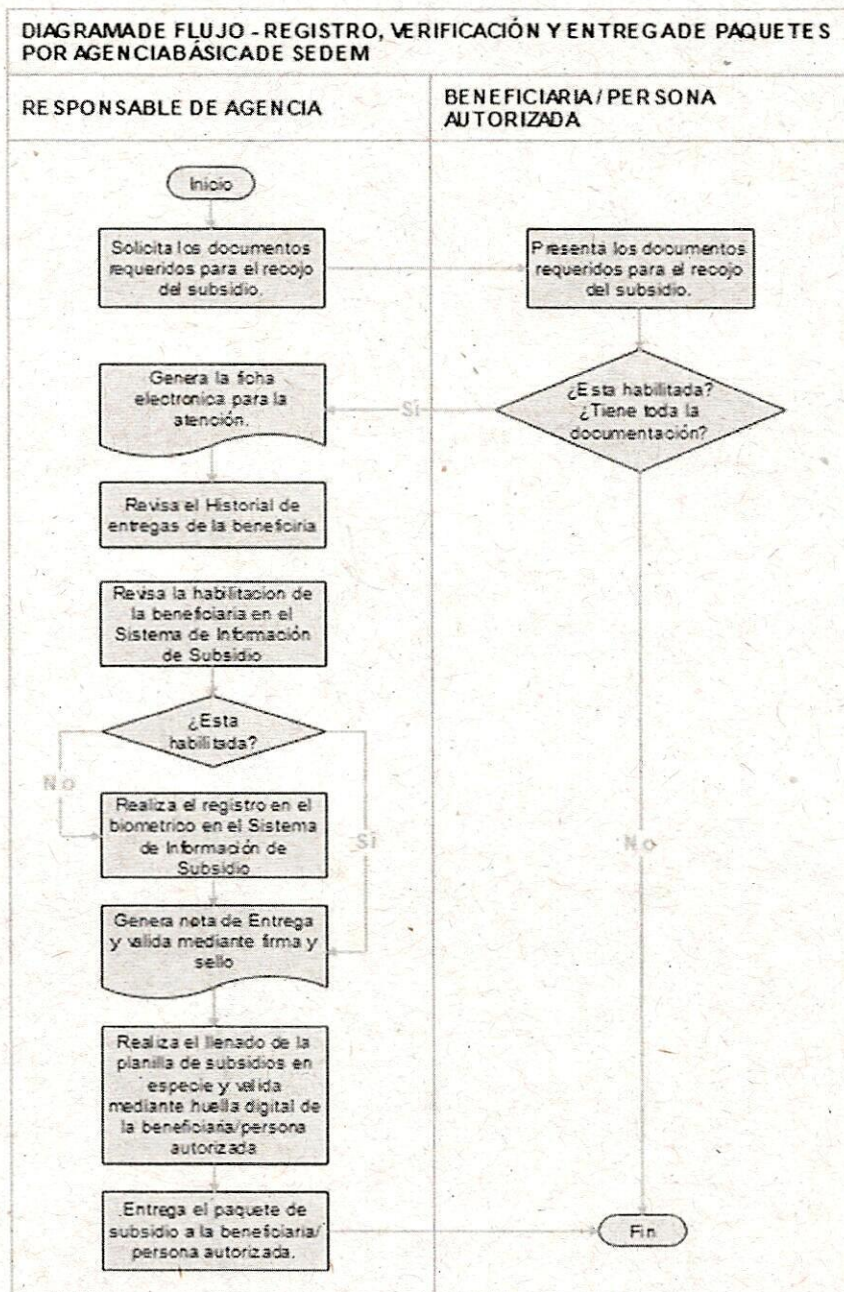 DIAGRAMADE FLUJO - REGISTRO, VERIFICACIÓN Y ENTREGADE PAQUETES
POR AGENCIABÁSICADE SEDEM
RESPONSABLE DE AGENCIA
BENEFICIARIA/PERSONA
AUTORIZADA
Inicio
Solicita los documentos
requeridos para el recojo
del subsidio.
Presenta los documentos
requeridos para el recojo
del subsidio.
¿Esta habilitada?
¿Tiene toda la
documentación?
Si
Genera la ficha
electronica para la
atención.
Revisa el Historial de
entregas de la beneficiria
Revisa la habilitacion de
la beneficiaria en el
Sistema de Información
de Subsidio
¿Esta
habilitada?
No
Realiza el registro en el
biometrico en el Sistema
de Información de
Subsidio
Si
No
Genera nota de Entrega
y valida mediante firma y
sello
Realiza el llenado de la
planilla de subsidios en
especie y valida
mediante huella digital de
la beneficiaria/persona
autorizada
Entrega el paquete de
subsidio a la beneficiaria/
persona autorizada.
Fin